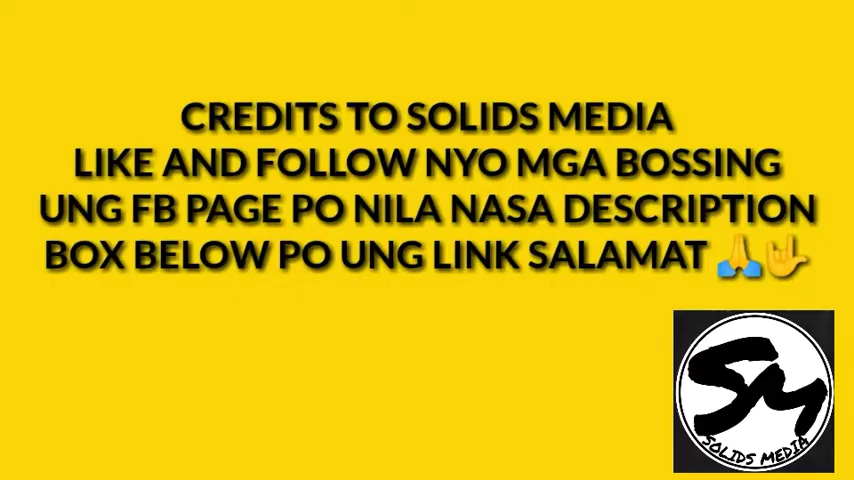 CREDITS TO SOLIDS MEDIA
LIKE AND FOLLOW NYO MGA BOSSING
UNG FB PAGE PO NILA NASA DESCRIPTION
BOX BELOW PO UNG LINK SALAMAT 🙏🤟
SM
SOLIDS MEDIA